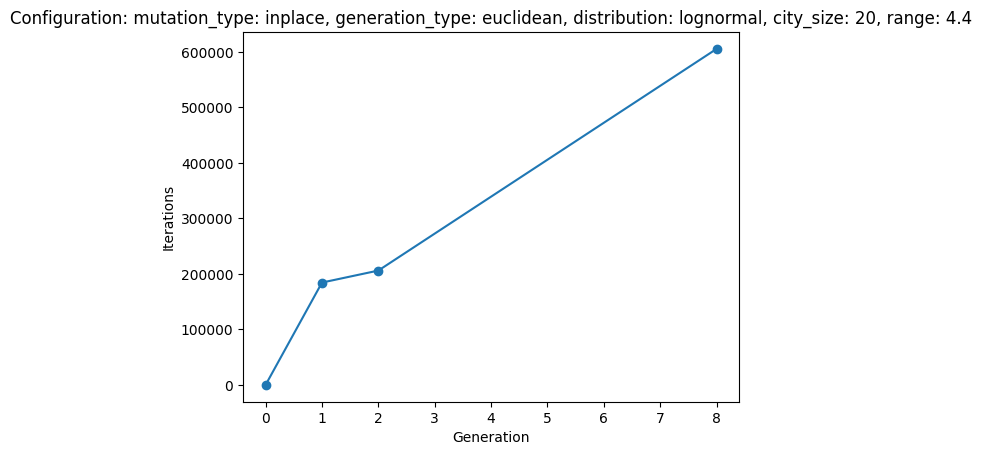 Configuration: mutation_type: inplace, generation_type: euclidean, distribution: lognormal, city_size: 20, range: 4.4
600000
500000
400000
300000
200000
100000
0
Iterations
0 1 2 3 4 5 6 7 8
Generation